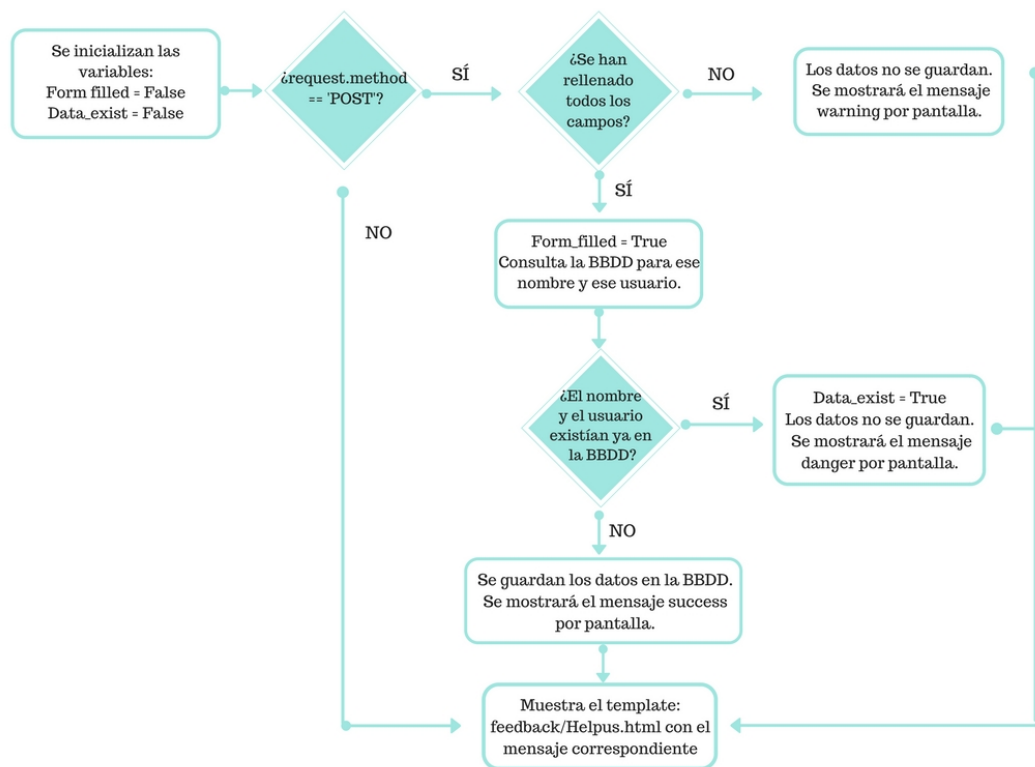 Se inicializan las
variables:
Form filled = False
Data_exist = False
¿request.method
== 'POST'?
SÍ
¿Se han
rellenado
todos los
campos?
NO
Los datos no se guardan.
Se mostrará el mensaje
warning por pantalla.
SÍ
NO
Form_filled = True
Consulta la BBDD para ese
nombre y ese usuario.
¿El nombre
y el usuario
existían ya en
la BBDD?
SÍ
Data_exist = True
Los datos no se guardan.
Se mostrará el mensaje
danger por pantalla.
NO
Se guardan los datos en la BBDD.
Se mostrará el mensaje success
por pantalla.
Muestra el template:
feedback/Helpus.html con el
mensaje correspondiente